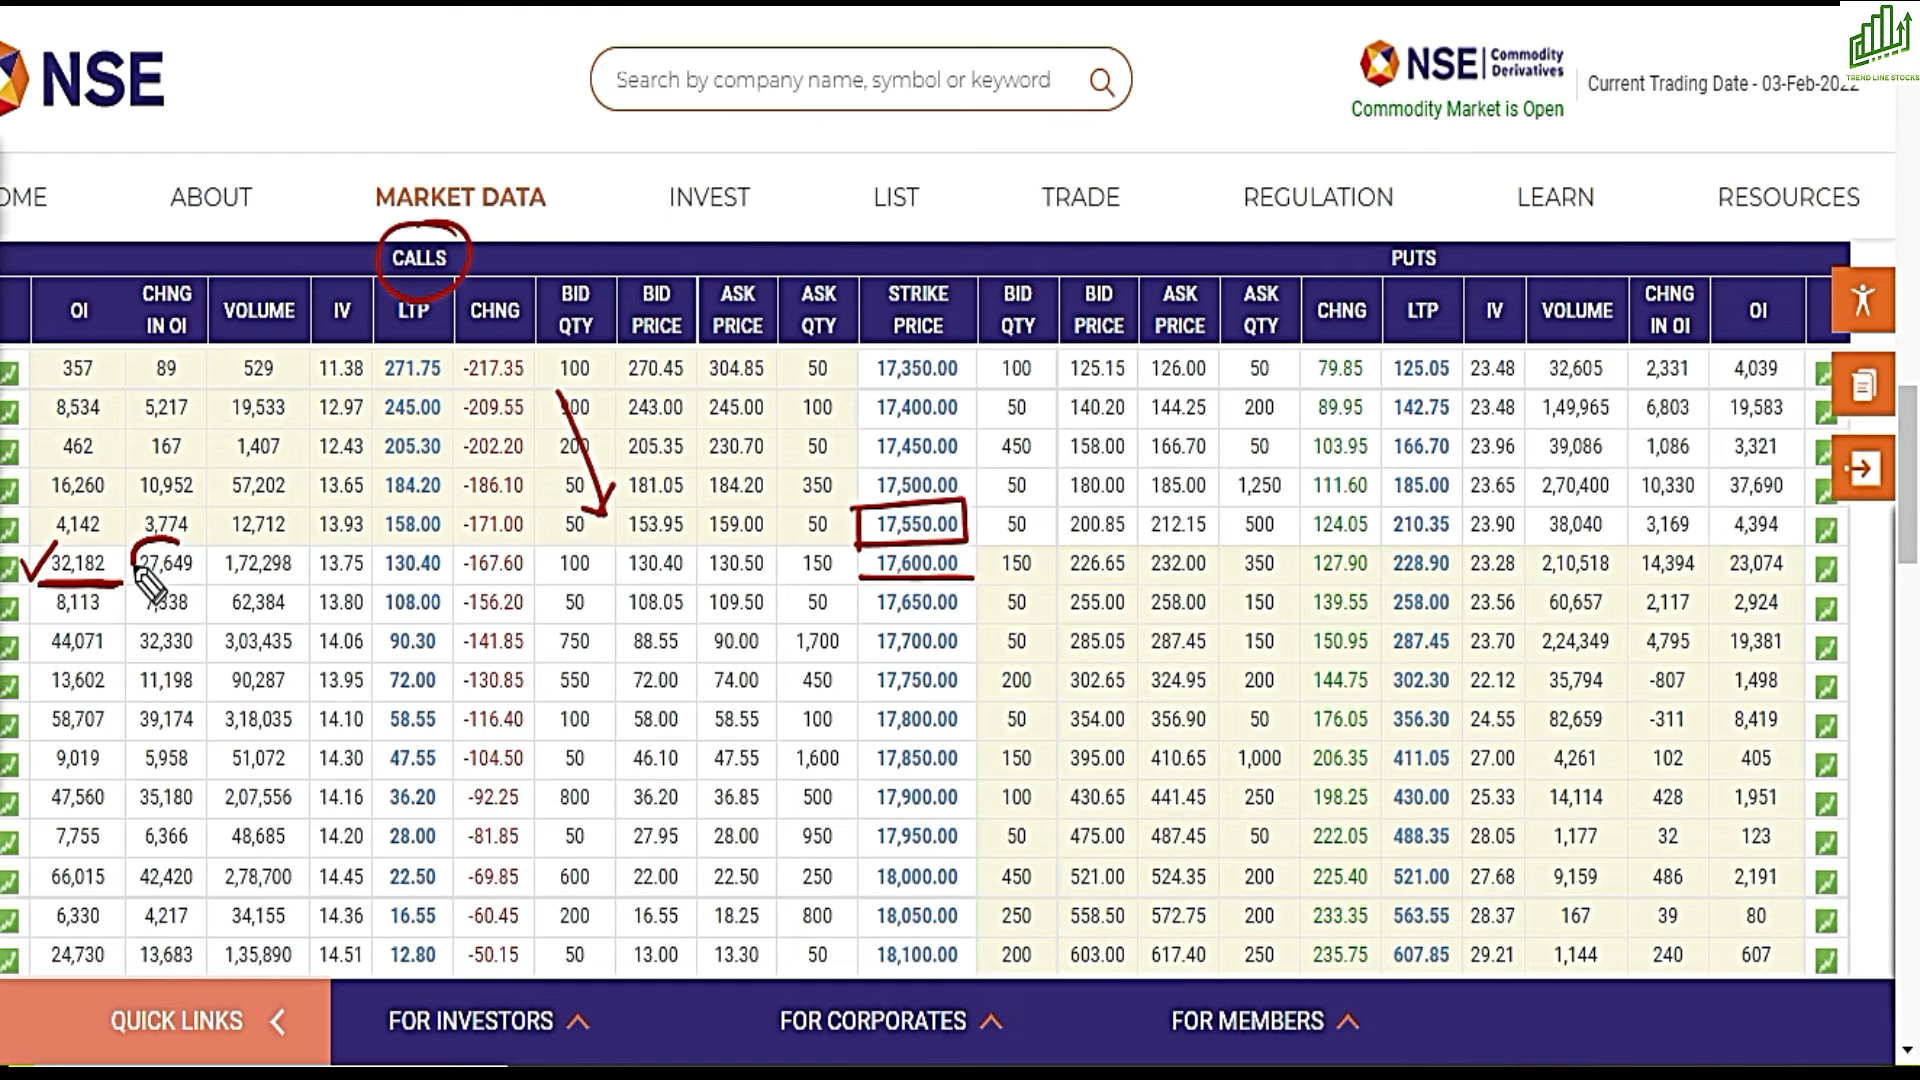 NSE
Search by company name, symbol or keyword
NSE Commodity Derivatives
Commodity Market is Open
Current Trading Date - 03-Feb-2022
TREND LINE STOCKS
OME ABOUT MARKET DATA INVEST LIST TRADE REGULATION LEARN RESOURCES
CALLS PUTS
OI CHNG IN OI VOLUME IV LTP CHNG BID QTY BID PRICE ASK PRICE ASK QTY STRIKE PRICE BID QTY BID PRICE ASK PRICE ASK QTY CHNG LTP IV VOLUME CHNG IN OI OI
357 89 529 11.38 271.75 -217.35 100 270.45 304.85 50 17,350.00 100 125.15 126.00 50 79.85 125.05 23.48 32,605 2,331 4,039
8,534 5,217 19,533 12.97 245.00 -209.55 243.00 245.00 100 17,400.00 50 140.20 144.25 200 89.95 142.75 23.48 1,49,965 6,803 19,583
462 167 1,407 12.43 205.30 -202.20 200 205.35 230.70 50 17,450.00 450 158.00 166.70 50 103.95 166.70 23.96 39,086 1,086 3,321
16,260 10,952 57,202 13.65 184.20 -186.10 50 181.05 184.20 350 17,500.00 50 180.00 185.00 1,250 111.60 185.00 23.65 2,70,400 10,330 37,690
4,142 3,774 12,712 13.93 158.00 -171.00 50 153.95 159.00 50 17,550.00 50 200.85 212.15 500 124.05 210.35 23.90 38,040 3,169 4,394
32,182 27,649 1,72,298 13.75 130.40 -167.60 100 130.40 130.50 150 17,600.00 150 226.65 232.00 350 127.90 228.90 23.28 2,10,518 14,394 23,074
8,113 7,338 62,384 13.80 108.00 -156.20 50 108.05 109.50 50 17,650.00 50 255.00 258.00 150 139.55 258.00 23.56 60,657 2,117 2,924
44,071 32,330 3,03,435 14.06 90.30 -141.85 750 88.55 90.00 1,700 17,700.00 50 285.05 287.45 150 150.95 287.45 23.70 2,24,349 4,795 19,381
13,602 11,198 90,287 13.95 72.00 -130.85 550 72.00 74.00 450 17,750.00 200 302.65 324.95 200 144.75 302.30 22.12 35,794 -807 1,498
58,707 39,174 3,18,035 14.10 58.55 -116.40 100 58.00 58.55 100 17,800.00 50 354.00 356.90 50 176.05 356.30 24.55 82,659 -311 8,419
9,019 5,958 51,072 14.30 47.55 -104.50 50 46.10 47.55 1,600 17,850.00 150 395.00 410.65 1,000 206.35 411.05 27.00 4,261 102 405
47,560 35,180 2,07,556 14.16 36.20 -92.25 800 36.20 36.85 500 17,900.00 100 430.65 441.45 250 198.25 430.00 25.33 14,114 428 1,951
7,755 6,366 48,685 14.20 28.00 -81.85 50 27.95 28.00 950 17,950.00 50 475.00 487.45 50 222.05 488.35 28.05 1,177 32 123
66,015 42,420 2,78,700 14.45 22.50 -69.85 600 22.00 22.50 250 18,000.00 450 521.00 524.35 200 225.40 521.00 27.68 9,159 486 2,191
6,330 4,217 34,155 14.36 16.55 -60.45 200 16.55 18.25 800 18,050.00 250 558.50 572.75 200 233.35 563.55 28.37 167 39 80
24,730 13,683 1,35,890 14.51 12.80 -50.15 50 13.00 13.30 50 18,100.00 200 603.00 617.40 250 235.75 607.85 29.21 1,144 240 607
QUICK LINKS FOR INVESTORS FOR CORPORATES FOR MEMBERS